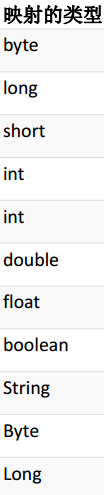 映射的类型
byte
long
short
int
int
double
float
boolean
String
Byte
Long